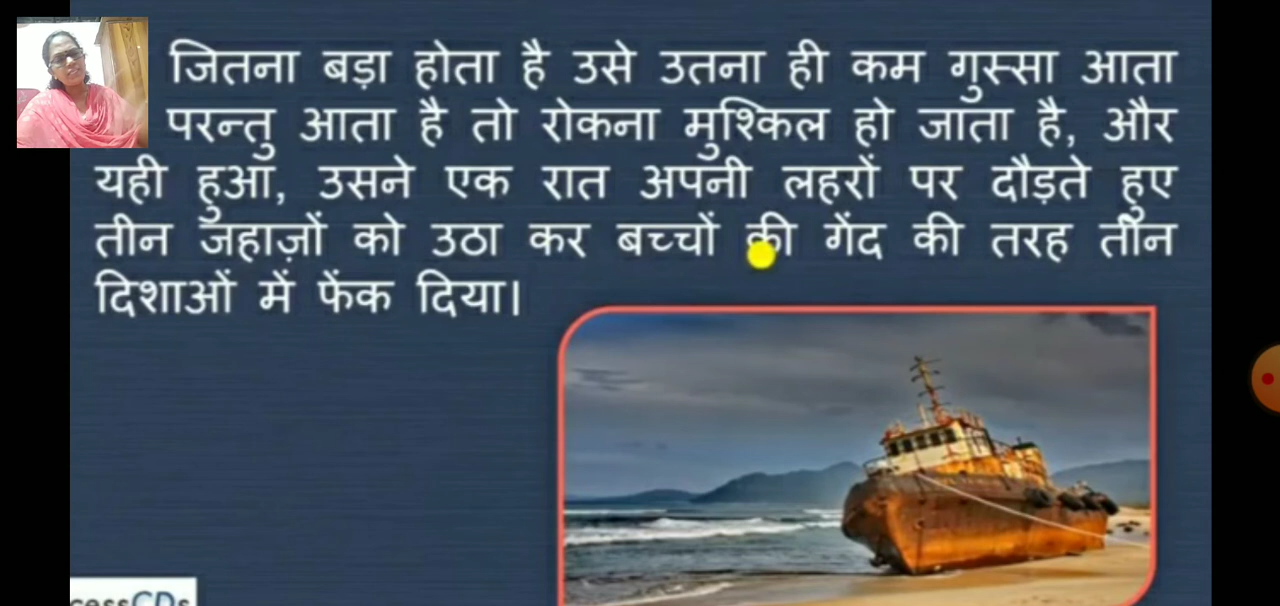 जितना बड़ा होता है उसे उतना ही कम गुस्सा आता
परन्तु आता है तो रोकना मुश्किल हो जाता है, और
यही हुआ, उसने एक रात अपनी लहरों पर दौड़ते हुए
तीन जहाज़ों को उठा कर बच्चों की गेंद की तरह तीन
दिशाओं में फेंक दिया।
cessCDs